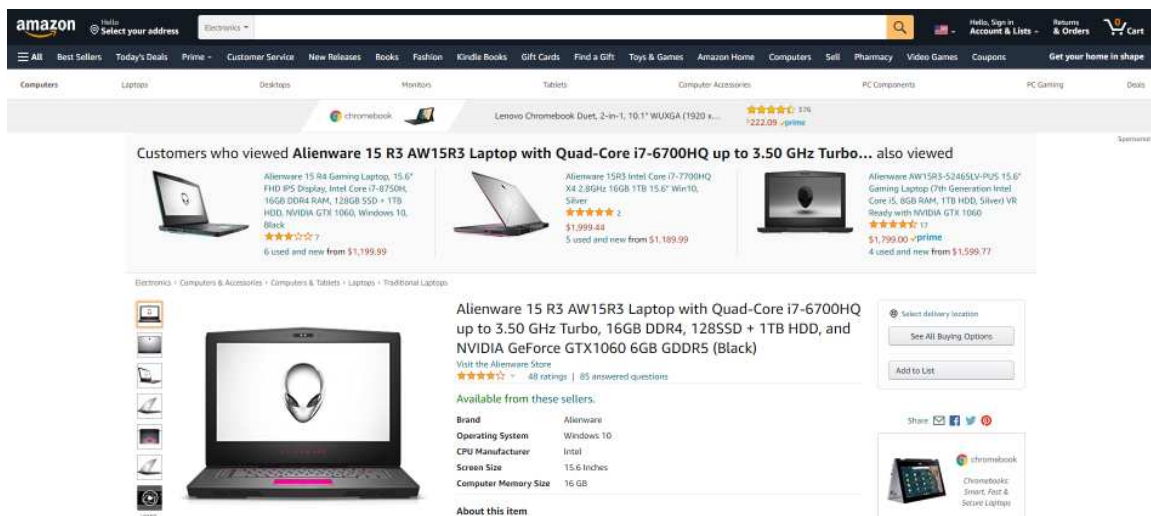 amazon
Hello
Select your address
Electronics
Hello, Sign in
Account & Lists
Returns
& Orders
0
Cart
All Best Sellers Today's Deals Prime Customer Service New Releases Books Fashion Kindle Books Gift Cards Find a Gift Toys & Games Amazon Home Computers Sell Pharmacy Video Games Coupons Get your home in shape
Computers Laptops Desktops Monitors Tablets Computer Accessories PC Components PC Gaming Deals
chromebook Lenovo Chromebook Duet, 2-in-1, 10.1" WUXGA (1920 x... 376
$222.09 prime
Sponsored
Customers who viewed Alienware 15 R3 AW15R3 Laptop with Quad-Core i7-6700HQ up to 3.50 GHz Turbo... also viewed
Alienware 15 R4 Gaming Laptop, 15.6"
FHD IPS Display, Intel Core i7-8750H,
16GB DDR4 RAM, 128GB SSD + 1TB
HDD, NVIDIA GTX 1060, Windows 10,
Black
7
6 used and new from $1,199.99
Alienware 15R3 Intel Core i7-7700HQ
X4 2.8GHz 16GB 1TB 15.6" Win10,
Silver
2
$1,999.44
5 used and new from $1,189.99
Alienware AW15R3-5246SLV-PUS 15.6"
Gaming Laptop (7th Generation Intel
Core i5, 8GB RAM, 1TB HDD, Silver) VR
Ready with NVIDIA GTX 1060
17
$1,799.00 prime
4 used and new from $1,599.77
Electronics › Computers & Accessories › Computers & Tablets › Laptops › Traditional Laptops
Alienware 15 R3 AW15R3 Laptop with Quad-Core i7-6700HQ
up to 3.50 GHz Turbo, 16GB DDR4, 128SSD + 1TB HDD, and
NVIDIA GeForce GTX1060 6GB GDDR5 (Black)
Visit the Alienware Store
48 ratings | 85 answered questions
Available from these sellers.
Brand Alienware
Operating System Windows 10
CPU Manufacturer Intel
Screen Size 15.6 Inches
Computer Memory Size 16 GB
About this item
Select delivery location
See All Buying Options
Add to List
Share
chromebook
Chromebooks:
Smart, Fast &
Secure Laptops